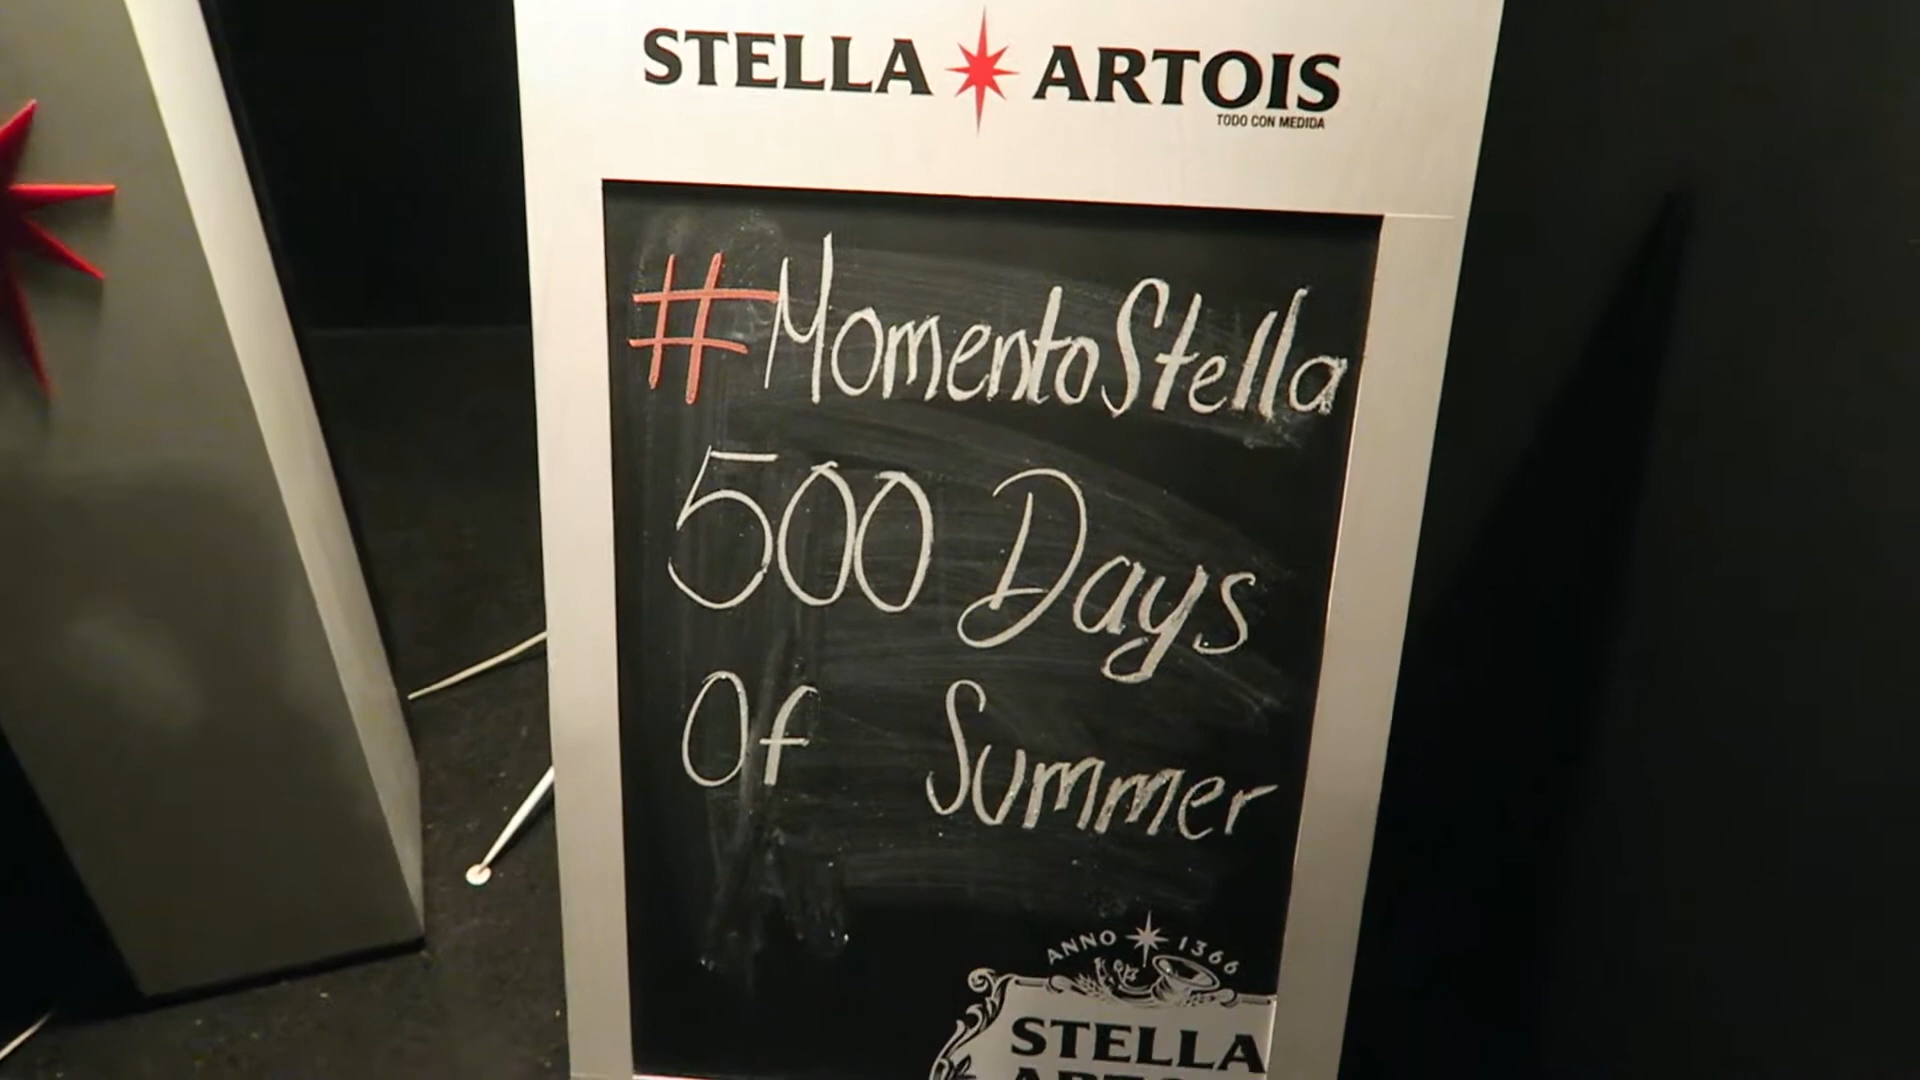 STELLA ARTOIS
TODO CON MEDIDA
#MomentoStella
500 Days
Of Summer
ANNO 1366
STELLA